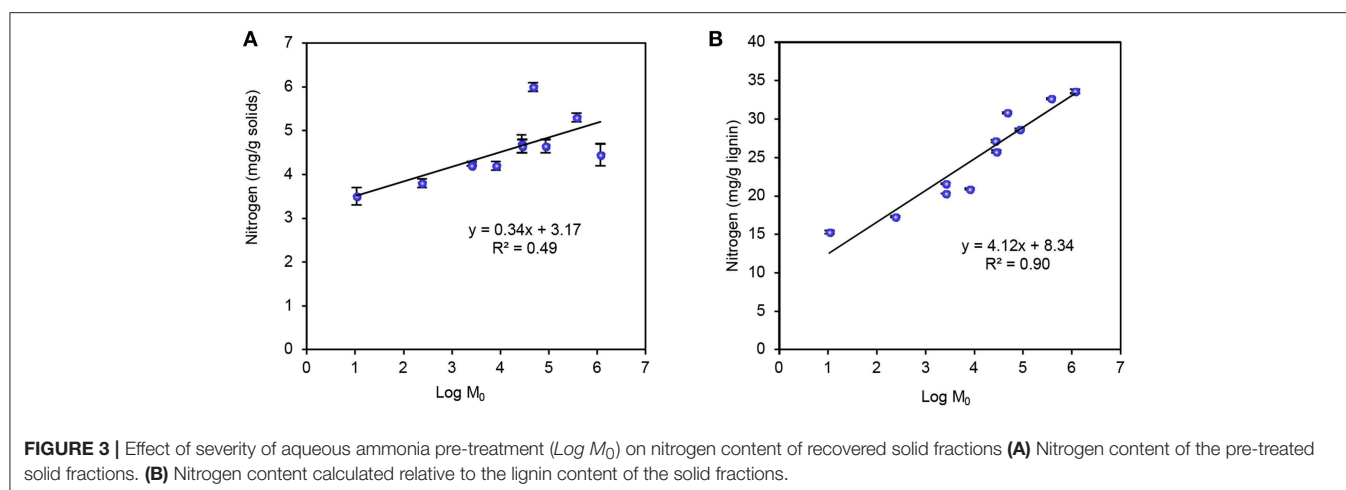 A
7
6
5
4
3
2
1
0
Nitrogen (mg/g solids)
y = 0.34x + 3.17
R² = 0.49
0 1 2 3 4 5 6 7
Log M₀
B
40
35
30
25
20
15
10
5
0
Nitrogen (mg/g lignin)
y = 4.12x + 8.34
R² = 0.90
0 1 2 3 4 5 6 7
Log M₀
FIGURE 3 | Effect of severity of aqueous ammonia pre-treatment (Log M₀) on nitrogen content of recovered solid fractions (A) Nitrogen content of the pre-treated
solid fractions. (B) Nitrogen content calculated relative to the lignin content of the solid fractions.